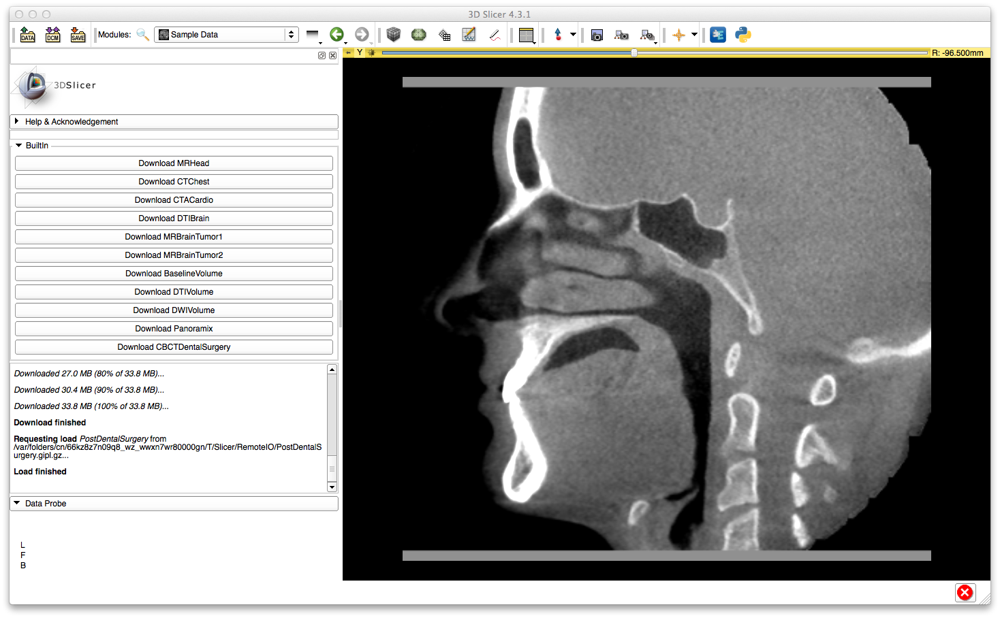 3D Slicer 4.3.1
DATA
DCM
SAVE
Modules:
Sample Data
Y
R: -96.500mm
3DSlicer
Help & Acknowledgement
BuiltIn
Download MRHead
Download CTChest
Download CTACardio
Download DTIBrain
Download MRBrainTumor1
Download MRBrainTumor2
Download BaselineVolume
Download DTIVolume
Download DWIVolume
Download Panoramix
Download CBCTDentalSurgery
Downloaded 27.0 MB (80% of 33.8 MB)...
Downloaded 30.4 MB (90% of 33.8 MB)...
Downloaded 33.8 MB (100% of 33.8 MB)...
Download finished
Requesting load PostDentalSurgery from
/var/folders/cn/66kz8z7n09q8_wz_wwxn7wr80000gn/T/Slicer/RemoteIO/PostDentalS
urgery.gipl.gz...
Load finished
Data Probe
L
F
B